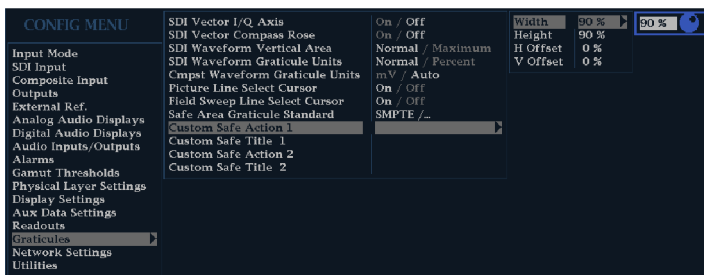 CONFIG MENU
Input Mode
SDI Input
Composite Input
Outputs
External Ref.
Analog Audio Displays
Digital Audio Displays
Audio Inputs/Outputs
Alarms
Gamut Thresholds
Physical Layer Settings
Display Settings
Aux Data Settings
Readouts
Graticules
Network Settings
Utilities
SDI Vector I/Q Axis On / Off
SDI Vector Compass Rose On / Off
SDI Waveform Vertical Area Normal / Maximum
SDI Waveform Graticule Units Normal / Percent
Cmpst Waveform Graticule Units mV / Auto
Picture Line Select Cursor On / Off
Field Sweep Line Select Cursor On / Off
Safe Area Graticule Standard SMPTE /...
Custom Safe Action 1
Custom Safe Title 1
Custom Safe Action 2
Custom Safe Title 2
Width 90 %
Height 90 %
H Offset 0 %
V Offset 0 %
90 %